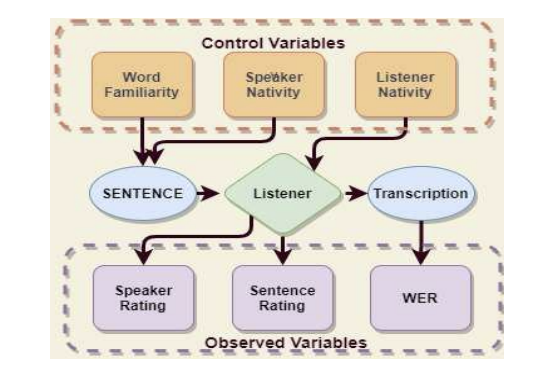 Control Variables
Word
Familiarity
Speaker
Nativity
Listener
Nativity
SENTENCE
Listener
Transcription
Speaker
Rating
Sentence
Rating
WER
Observed Variables